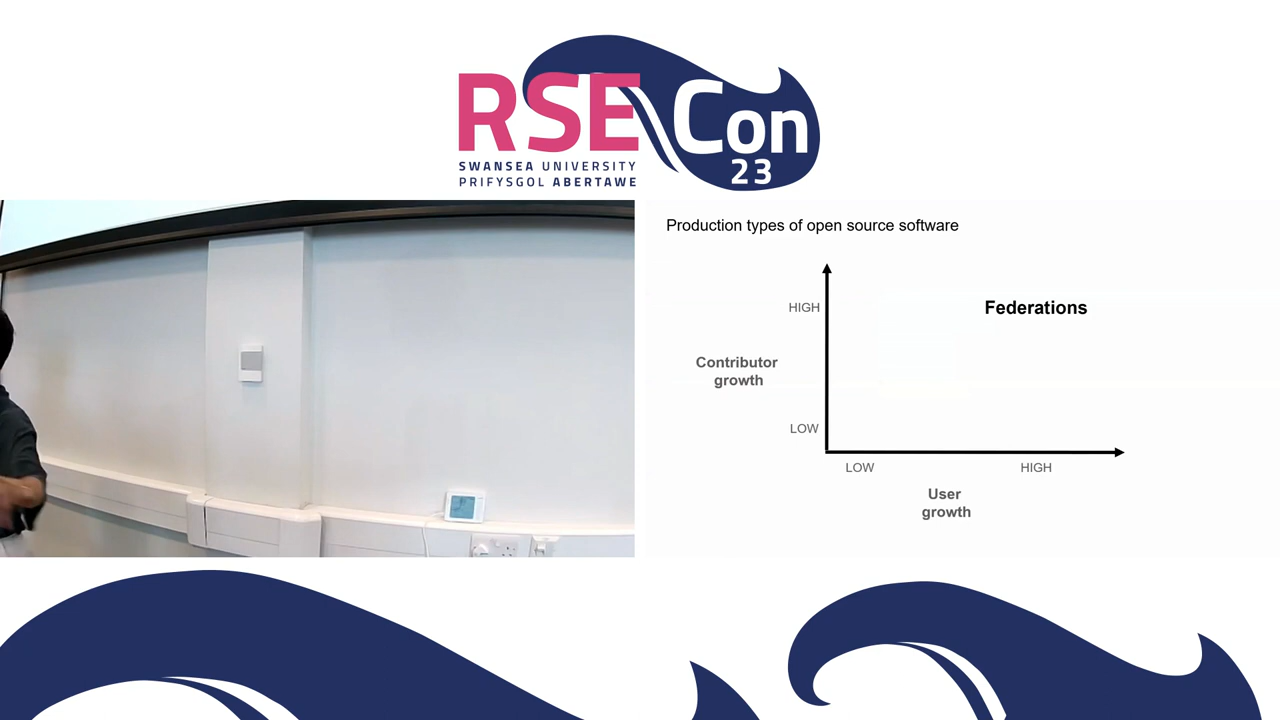 RSE Con
23
SWANSEA UNIVERSITY
PRIFYSGOL ABERTAWE
Production types of open source software
HIGH
Federations
Contributor
growth
LOW
LOW
HIGH
User
growth